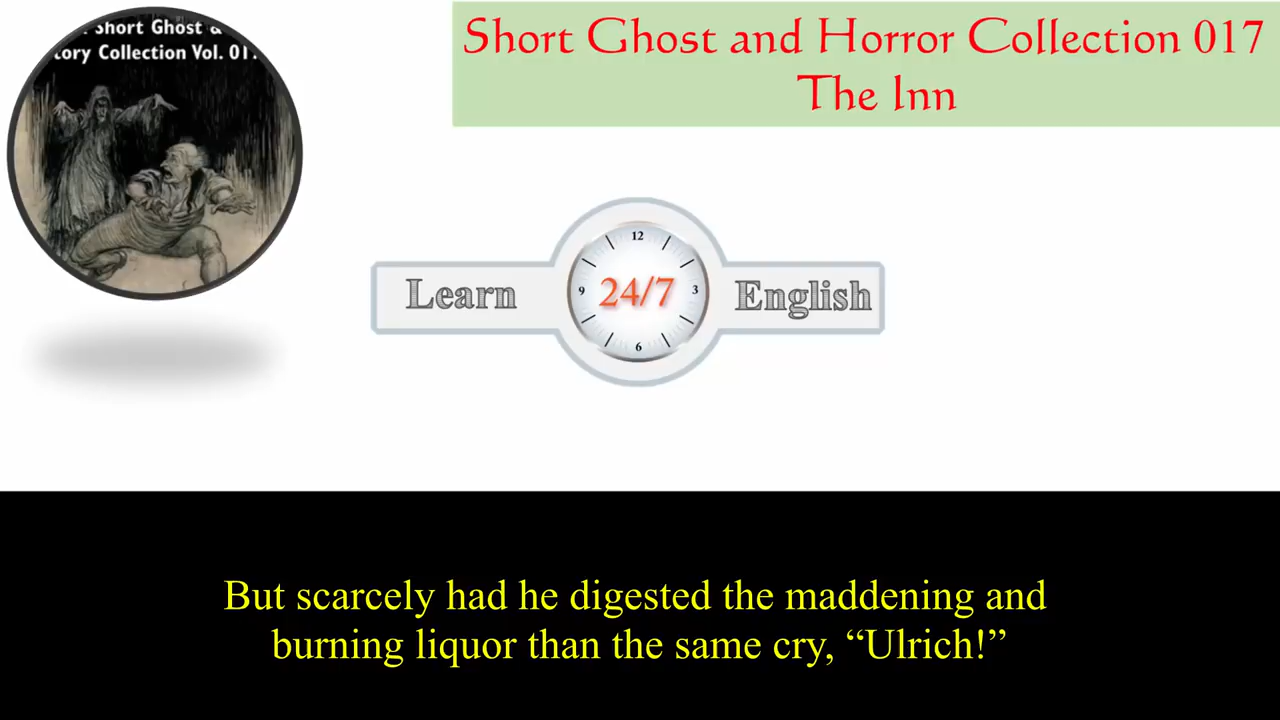 Short Ghost &
tory Collection Vol. 01
Short Ghost and Horror Collection 017
The Inn
Learn 24/7 English
12
9
3
6
But scarcely had he digested the maddening and
burning liquor than the same cry, “Ulrich!”